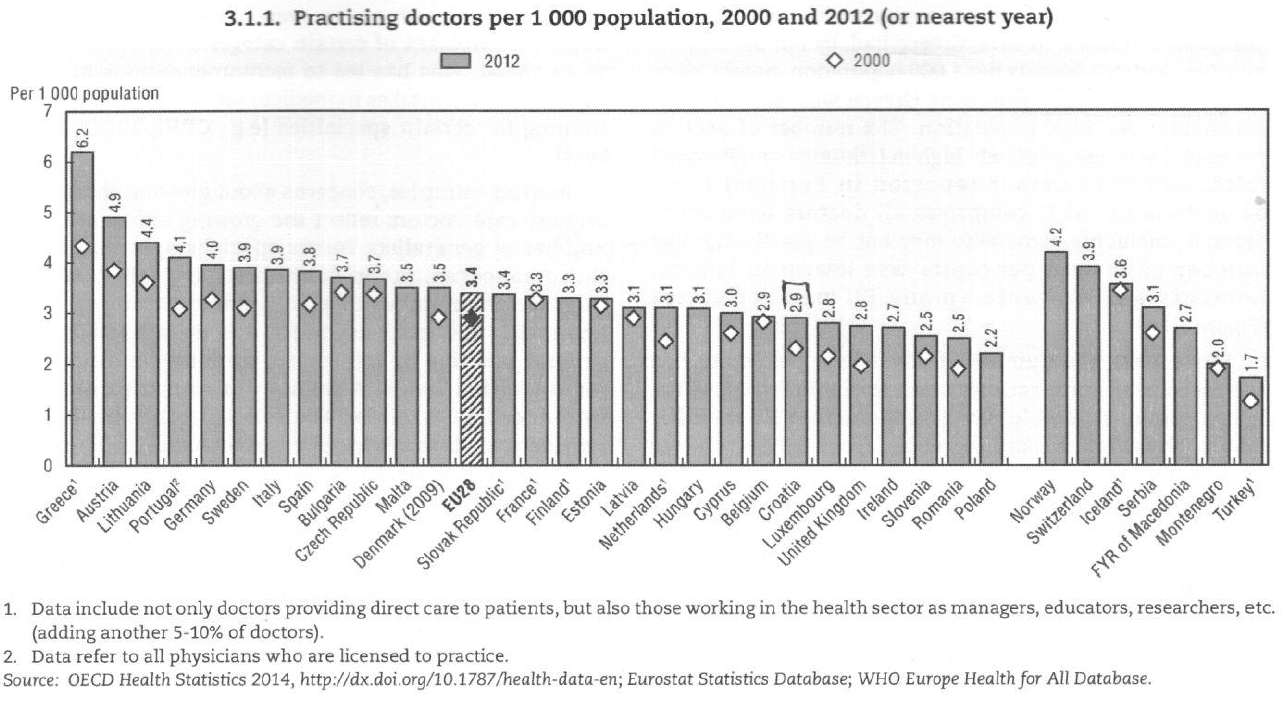 3.1.1. Practising doctors per 1 000 population, 2000 and 2012 (or nearest year)
2012 2000
Per 1 000 population
7
6
5
4
3
2
1
0
6.2 4.9 4.4 4.1 4.0 3.9 3.9 3.8 3.7 3.7 3.5 3.5 3.4 3.4 3.3 3.3 3.3 3.1 3.1 3.1 3.0 2.9 2.9 2.8 2.8 2.7 2.5 2.5 2.2 4.2 3.9 3.6 3.1 2.7 2.0 1.7
Greece¹
Austria
Lithuania
Portugal²
Germany
Sweden
Italy
Spain
Bulgaria
Czech Republic
Malta
Denmark (2009)
EU28
Slovak Republic¹
France¹
Finland¹
Estonia
Latvia
Netherlands¹
Hungary
Cyprus
Belgium
Croatia
Luxembourg
United Kingdom
Ireland
Slovenia
Romania
Poland
Norway
Switzerland
Iceland¹
Serbia
FYR of Macedonia
Montenegro
Turkey¹
1. Data include not only doctors providing direct care to patients, but also those working in the health sector as managers, educators, researchers, etc.
(adding another 5-10% of doctors).
2. Data refer to all physicians who are licensed to practice.
Source: OECD Health Statistics 2014, http://dx.doi.org/10.1787/health-data-en; Eurostat Statistics Database; WHO Europe Health for All Database.